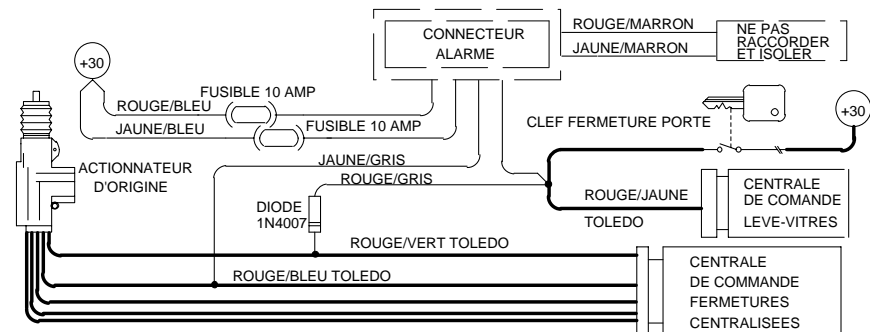 CONNECTEUR
ALARME
ROUGE/MARRON
JAUNE/MARRON
NE PAS
RACCORDER
ET ISOLER
+30
ROUGE/BLEU
FUSIBLE 10 AMP
JAUNE/BLEU
FUSIBLE 10 AMP
CLEF FERMETURE PORTE
+30
ACTIONNATEUR
D'ORIGINE
JAUNE/GRIS
ROUGE/GRIS
DIODE
1N4007
ROUGE/JAUNE
TOLEDO
CENTRALE
DE COMANDE
LEVE-VITRES
ROUGE/VERT TOLEDO
ROUGE/BLEU TOLEDO
CENTRALE
DE COMMANDE
FERMETURES
CENTRALISEES